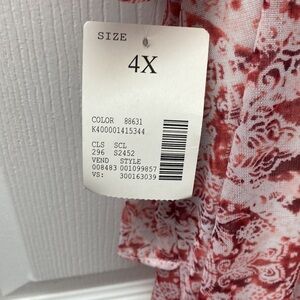 SIZE
4X
COLOR 88631
K400001415344
CLS SCL
296 S2452
VEND STYLE
008483 001099857
VS: 300163039